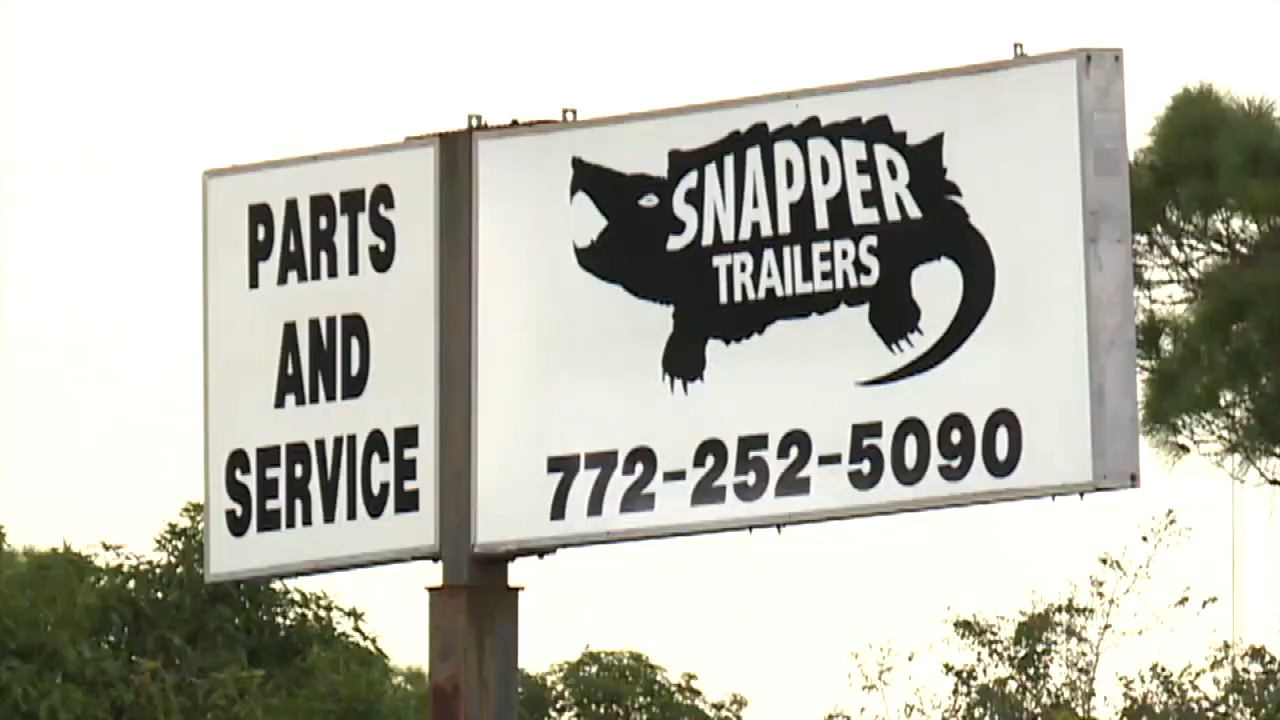 PARTS
AND
SERVICE
SNAPPER
TRAILERS
772-252-5090